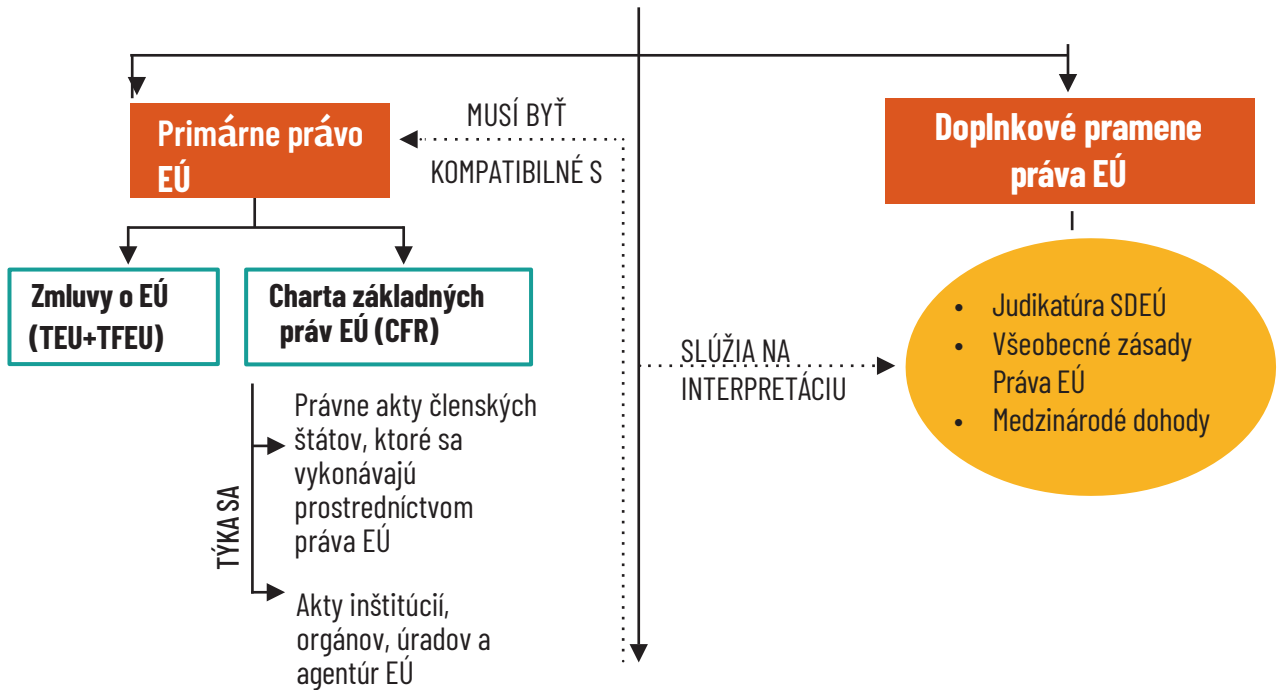 Primárne právo
EÚ
MUSÍ BYŤ
KOMPATIBILNÉ S
Doplnkové pramene
práva EÚ
Zmluvy o EÚ
(TEU+TFEU)
Charta základných
práv EÚ (CFR)
SLÚŽIA NA
INTERPRETÁCIU
• Judikatúra SDEÚ
• Všeobecné zásady
Práva EÚ
• Medzinárodé dohody
TÝKA SA
Právne akty členských
štátov, ktoré sa
vykonávajú
prostredníctvom
práva EÚ
Akty inštitúcií,
orgánov, úradov a
agentúr EÚ